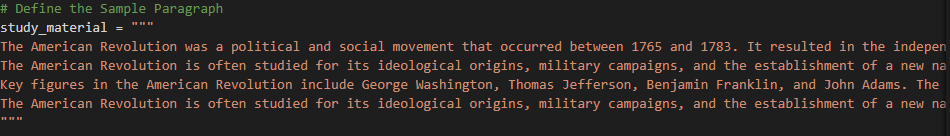 # Define the Sample Paragraph
study_material = """
The American Revolution was a political and social movement that occurred between 1765 and 1783. It resulted in the indepen
The American Revolution is often studied for its ideological origins, military campaigns, and the establishment of a new na
Key figures in the American Revolution include George Washington, Thomas Jefferson, Benjamin Franklin, and John Adams. The
The American Revolution is often studied for its ideological origins, military campaigns, and the establishment of a new na
"""